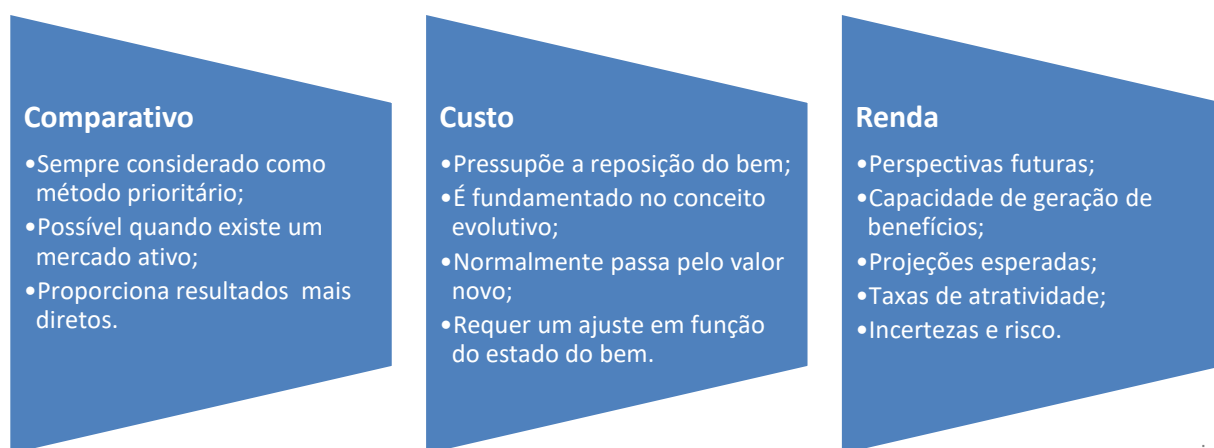 Comparativo
•Sempre considerado como
método prioritário;
•Possível quando existe um
mercado ativo;
•Proporciona resultados mais
diretos.
Custo
•Pressupõe a reposição do bem;
•É fundamentado no conceito
evolutivo;
•Normalmente passa pelo valor
novo;
•Requer um ajuste em função
do estado do bem.
Renda
•Perspectivas futuras;
•Capacidade de geração de
benefícios;
•Projeções esperadas;
•Taxas de atratividade;
•Incertezas e risco.